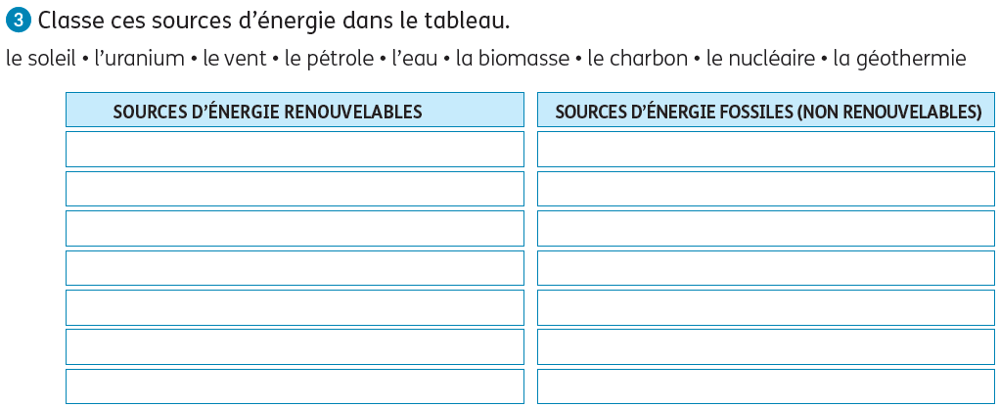 3 Classe ces sources d’énergie dans le tableau.
le soleil • l’uranium • le vent • le pétrole • l’eau • la biomasse • le charbon • le nucléaire • la géothermie
SOURCES D’ÉNERGIE RENOUVELABLES
SOURCES D’ÉNERGIE FOSSILES (NON RENOUVELABLES)